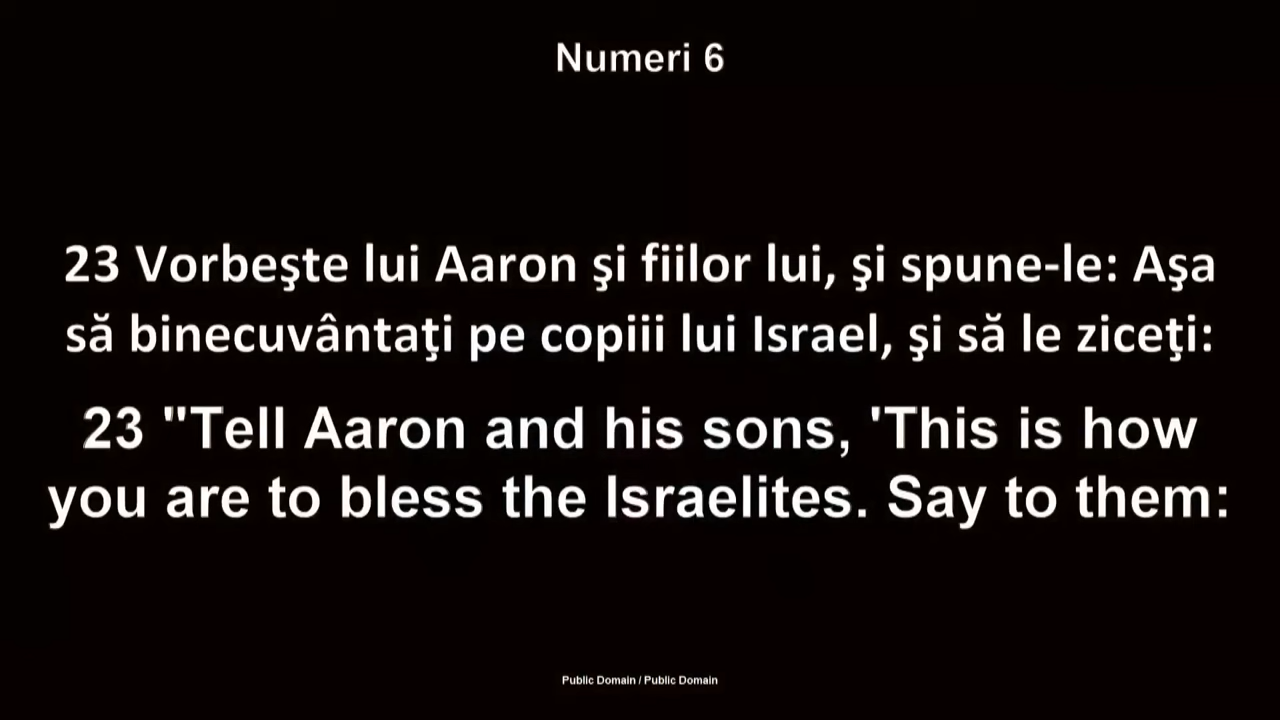 Numeri 6
23 Vorbeşte lui Aaron şi fiilor lui, şi spune-le: Aşa
să binecuvântaţi pe copiii lui Israel, şi să le ziceţi:
23 "Tell Aaron and his sons, 'This is how
you are to bless the Israelites. Say to them:
Public Domain / Public Domain